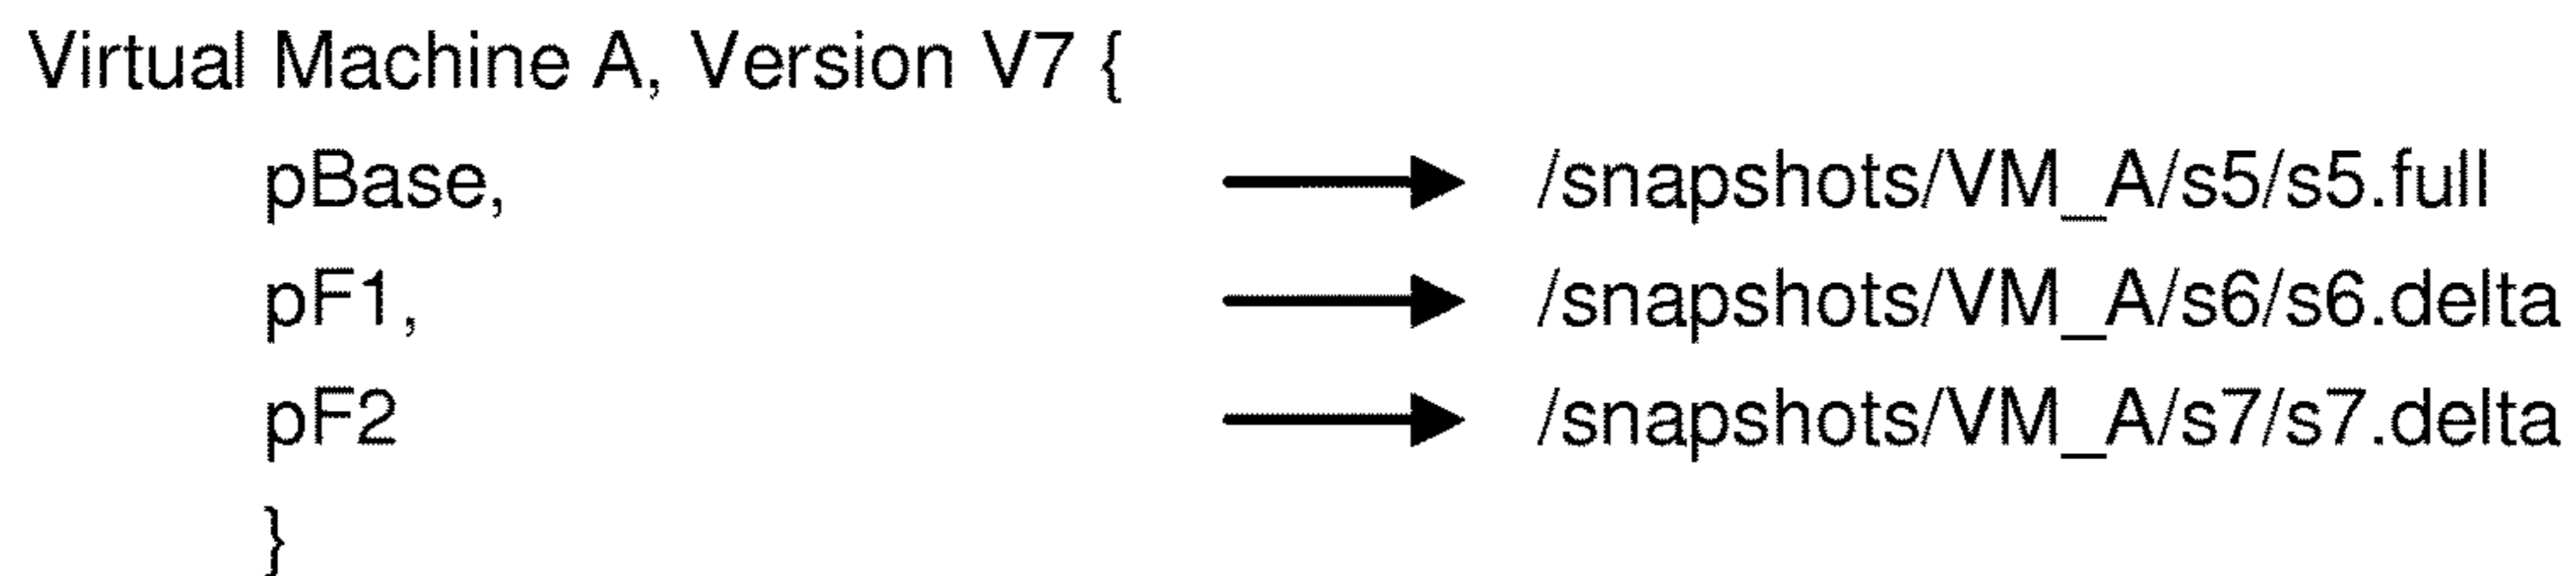 Virtual Machine A, Version V7 {
pBase, /snapshots/VM_A/s5/s5.full
pF1, /snapshots/VM_A/s6/s6.delta
pF2 /snapshots/VM_A/s7/s7.delta
}